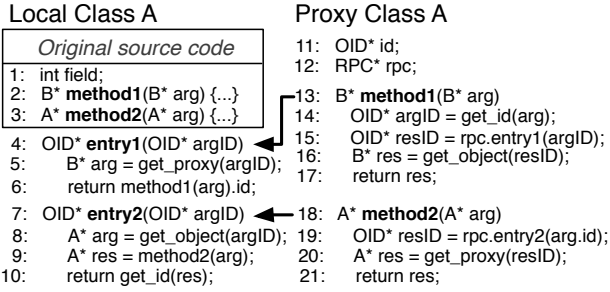 Local Class A
Original source code
1: int field;
2: B* method1(B* arg) {...}
3: A* method2(A* arg) {...}
4: OID* entry1(OID* argID)
5: B* arg = get_proxy(argID);
6: return method1(arg).id;
7: OID* entry2(OID* argID)
8: A* arg = get_object(argID);
9: A* res = method2(arg);
10: return get_id(res);
Proxy Class A
11: OID* id;
12: RPC* rpc;
13: B* method1(B* arg)
14: OID* argID = get_id(arg);
15: OID* resID = rpc.entry1(argID);
16: B* res = get_object(resID);
17: return res;
18: A* method2(A* arg)
19: OID* resID = rpc.entry2(arg.id);
20: A* res = get_proxy(resID);
21: return res;